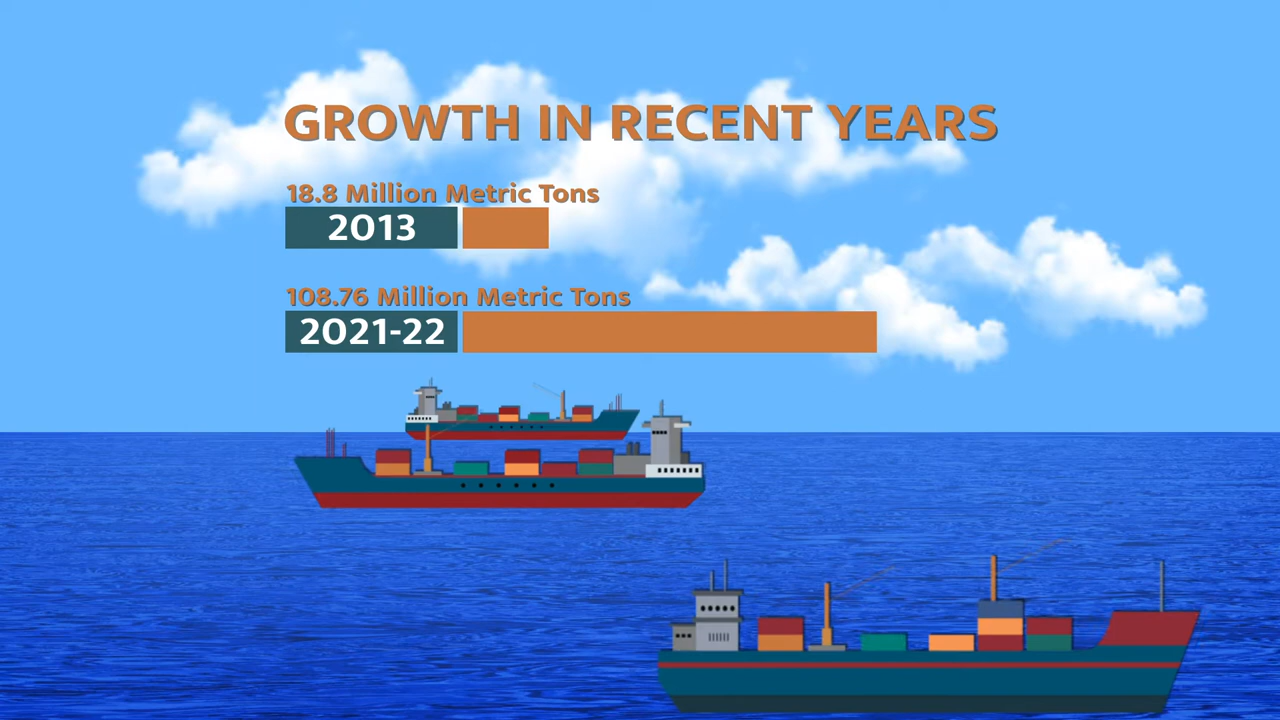 GROWTH IN RECENT YEARS
18.8 Million Metric Tons
2013
108.76 Million Metric Tons
2021-22